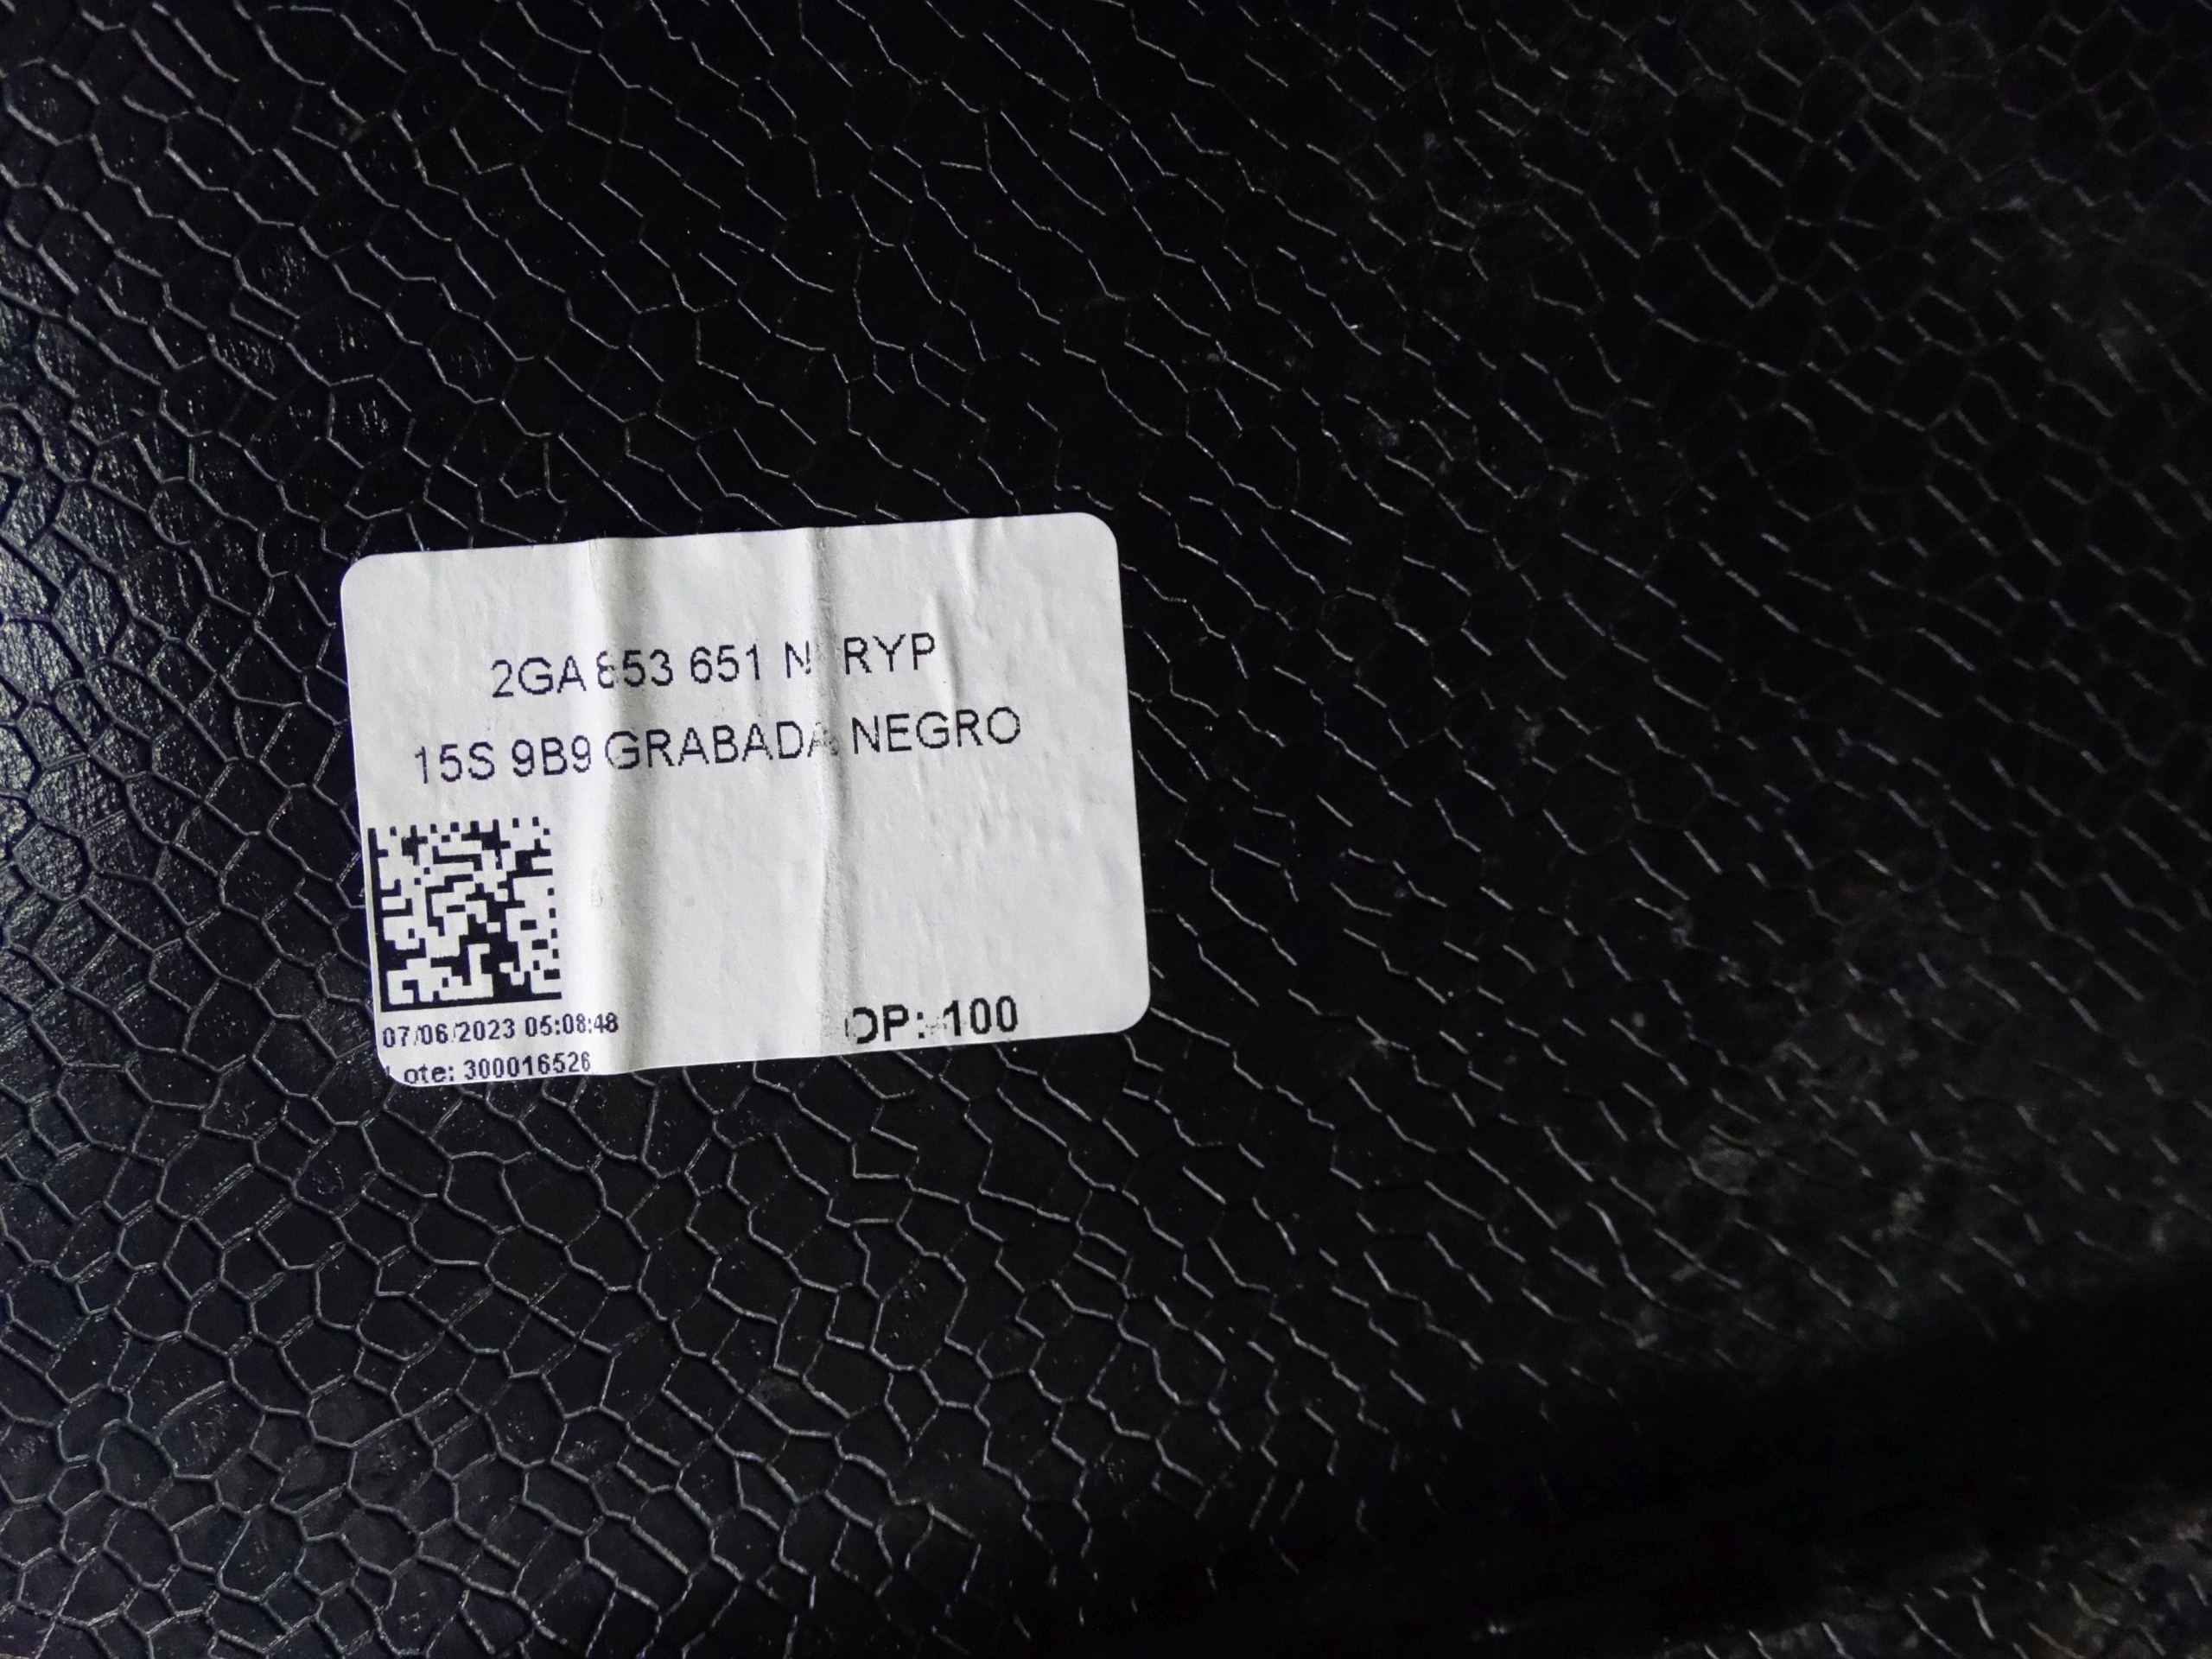 2GA 853 651 N RYP
15S 9B9 GRABADA NEGRO
07/06/2023 05:08:48
Lote: 300016526
OP: 100